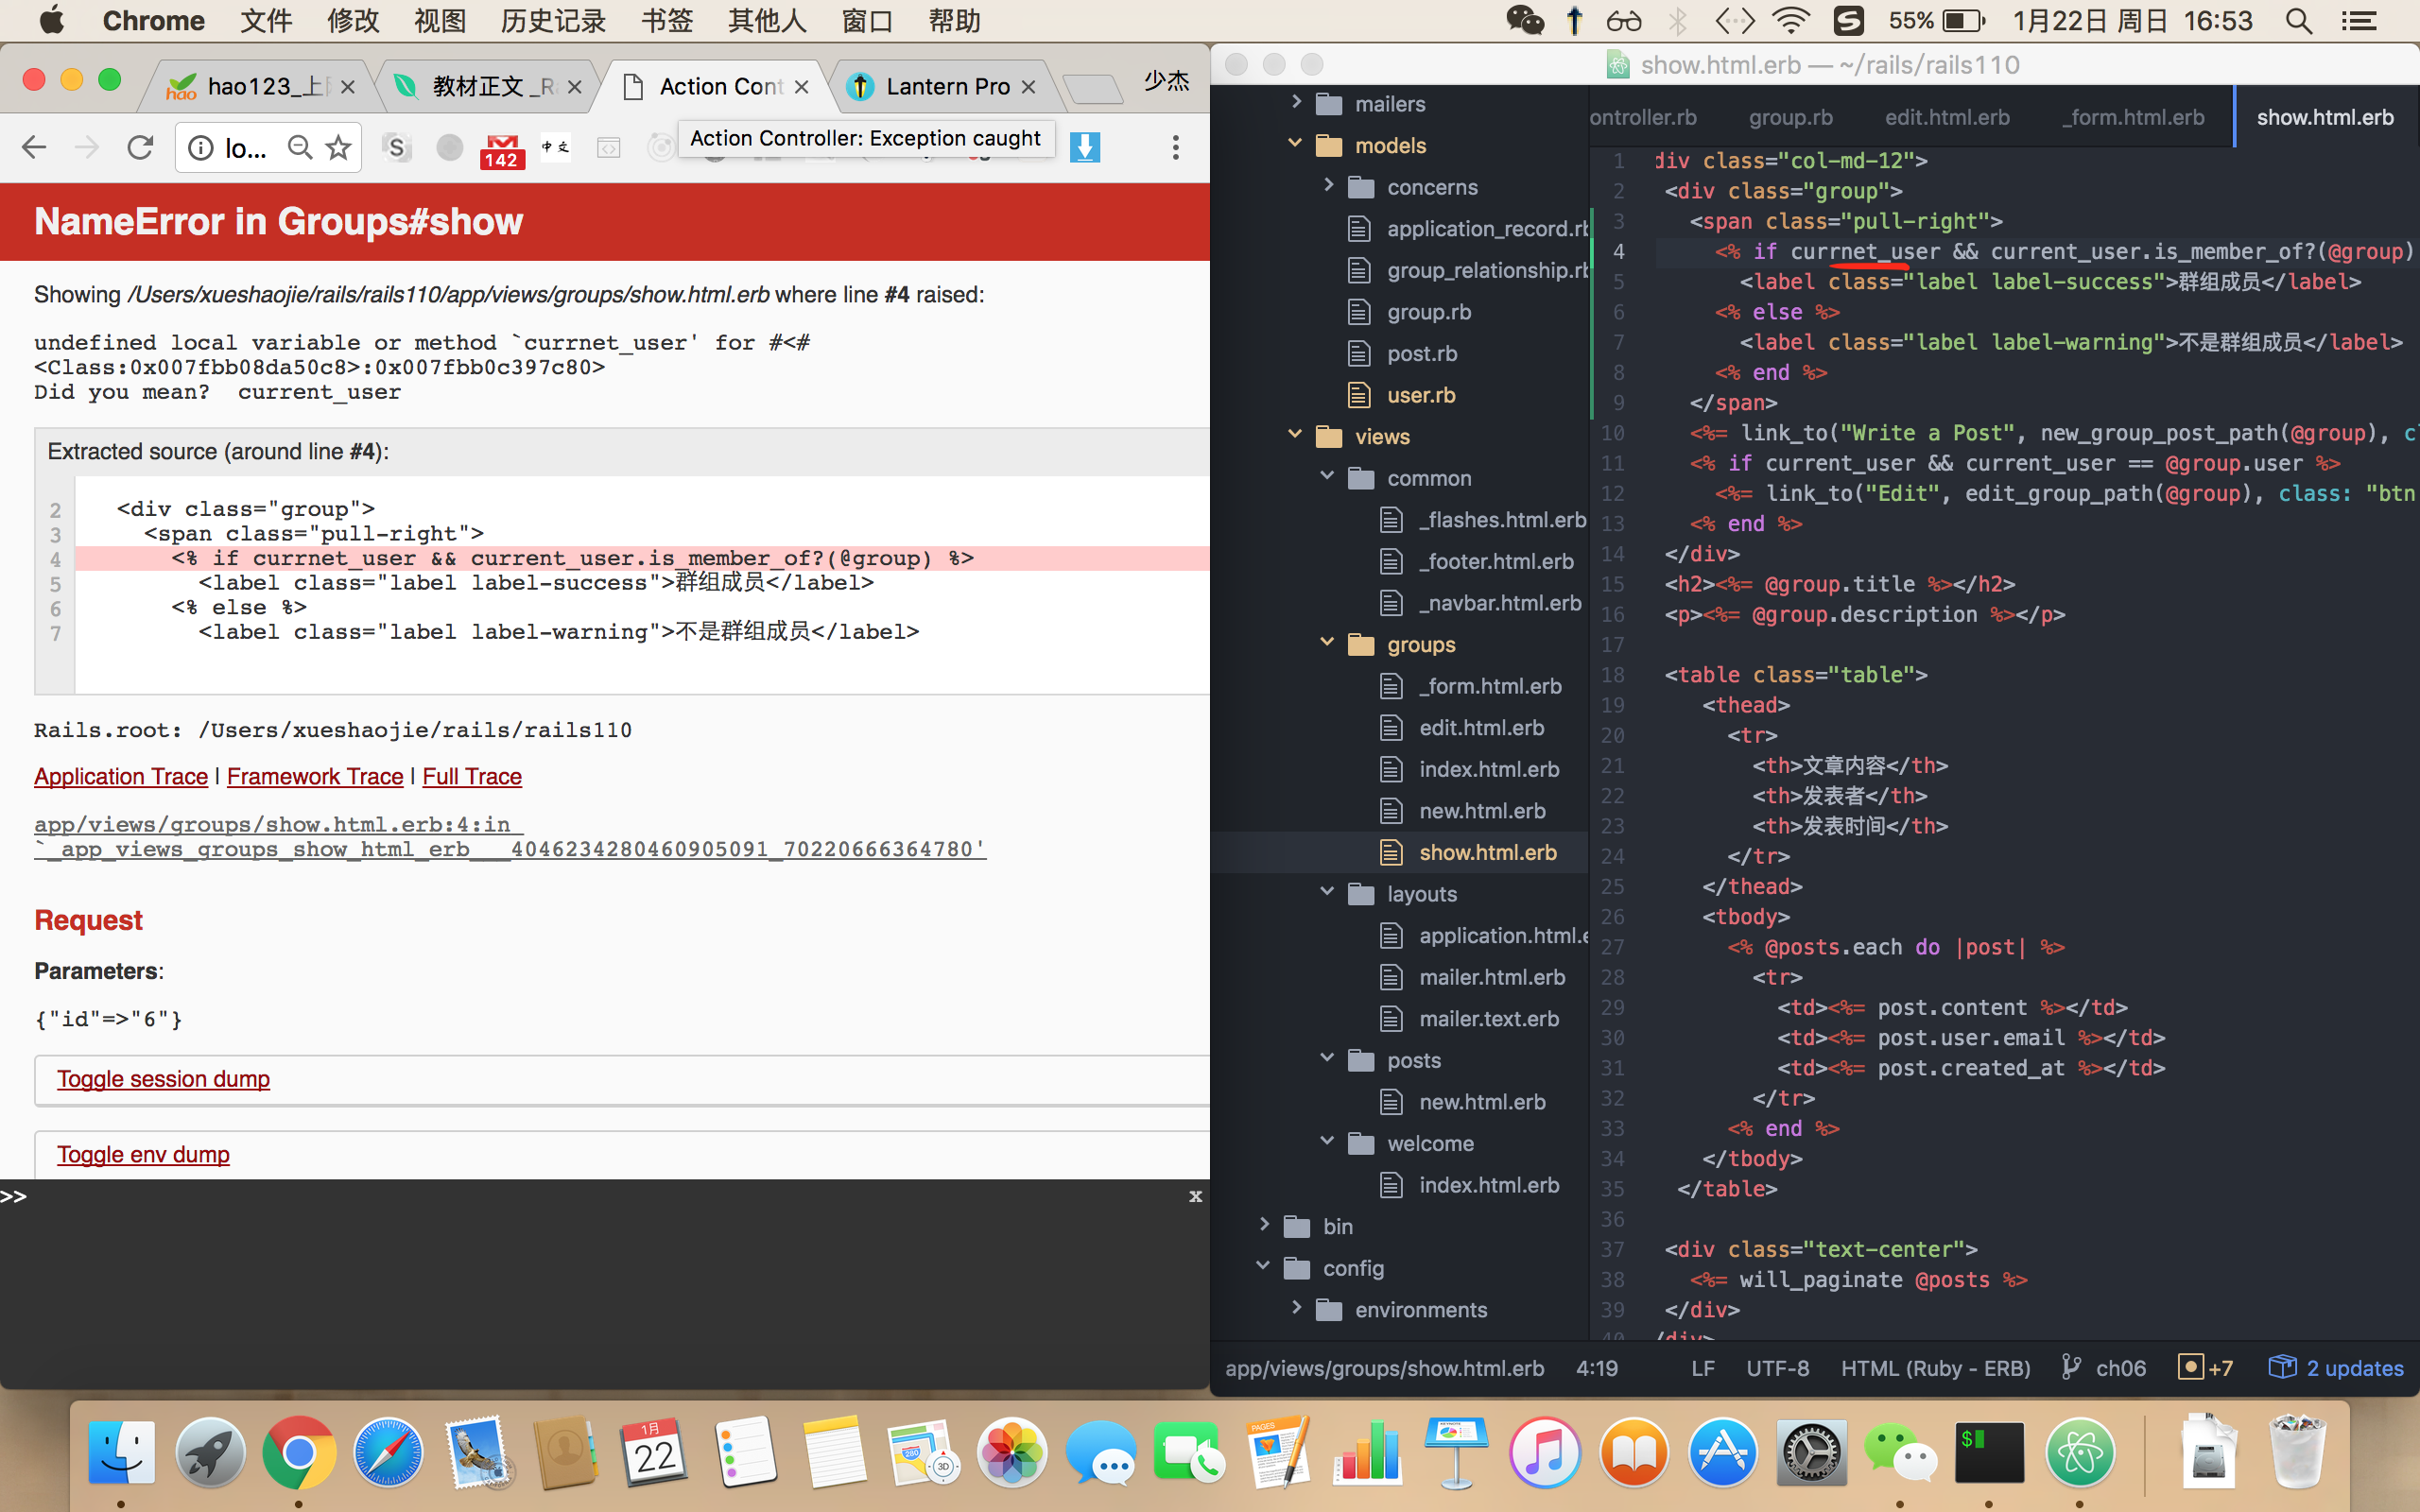 Chrome 文件 修改 视图 历史记录 书签 其他人 窗口 帮助
55% 1月22日 周日 16:53
hao123_上 教材正文 _R Action Cont Lantern Pro 少杰
lo...
142
中文
Action Controller: Exception caught
NameError in Groups#show
Showing /Users/xueshaojie/rails/rails110/app/views/groups/show.html.erb where line #4 raised:
undefined local variable or method `currnet_user' for #<#
<Class:0x007fbb08da50c8>:0x007fbb0c397c80>
Did you mean?  current_user
Extracted source (around line #4):
2 <div class="group">
3 <span class="pull-right">
4 <% if currnet_user && current_user.is_member_of?(@group) %>
5 <label class="label label-success">群组成员</label>
6 <% else %>
7 <label class="label label-warning">不是群组成员</label>
Rails.root: /Users/xueshaojie/rails/rails110
Application Trace | Framework Trace | Full Trace
app/views/groups/show.html.erb:4:in
`_app_views_groups_show_html_erb___4046234280460905091_70220666364780'
Request
Parameters:
{"id"=>"6"}
Toggle session dump
Toggle env dump
>> x
show.html.erb — ~/rails/rails110
mailers
models
concerns
application_record.rb
group_relationship.rb
group.rb
post.rb
user.rb
views
common
_flashes.html.erb
_footer.html.erb
_navbar.html.erb
groups
_form.html.erb
edit.html.erb
index.html.erb
new.html.erb
show.html.erb
layouts
application.html.e
mailer.html.erb
mailer.text.erb
posts
new.html.erb
welcome
index.html.erb
bin
config
environments
ontroller.rb group.rb edit.html.erb _form.html.erb show.html.erb
1 div class="col-md-12">
2 <div class="group">
3 <span class="pull-right">
4 <% if currnet_user && current_user.is_member_of?(@group)
5 <label class="label label-success">群组成员</label>
6 <% else %>
7 <label class="label label-warning">不是群组成员</label>
8 <% end %>
9 </span>
10 <%= link_to("Write a Post", new_group_post_path(@group), cl
11 <% if current_user && current_user == @group.user %>
12 <%= link_to("Edit", edit_group_path(@group), class: "btn
13 <% end %>
14 </div>
15 <h2><%= @group.title %></h2>
16 <p><%= @group.description %></p>
17
18 <table class="table">
19 <thead>
20 <tr>
21 <th>文章内容</th>
22 <th>发表者</th>
23 <th>发表时间</th>
24 </tr>
25 </thead>
26 <tbody>
27 <% @posts.each do |post| %>
28 <tr>
29 <td><%= post.content %></td>
30 <td><%= post.user.email %></td>
31 <td><%= post.created_at %></td>
32 </tr>
33 <% end %>
34 </tbody>
35 </table>
36
37 <div class="text-center">
38 <%= will_paginate @posts %>
39 </div>
40 /div>
app/views/groups/show.html.erb 4:19 LF UTF-8 HTML (Ruby - ERB) ch06 +7 2 updates
1月
22
280
3D
PAGES
$